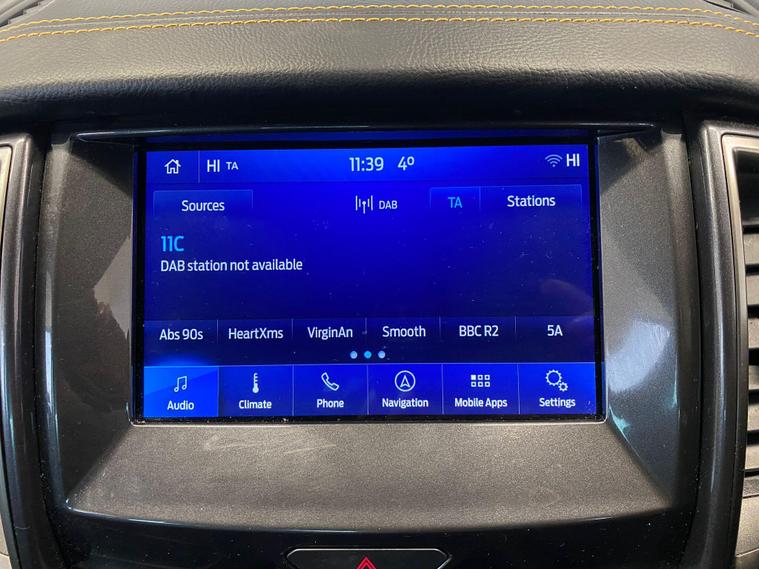 HI TA 11:39 4° HI
Sources DAB TA Stations
11C
DAB station not available
Abs 90s HeartXms VirginAn Smooth BBC R2 5A
Audio Climate Phone Navigation Mobile Apps Settings